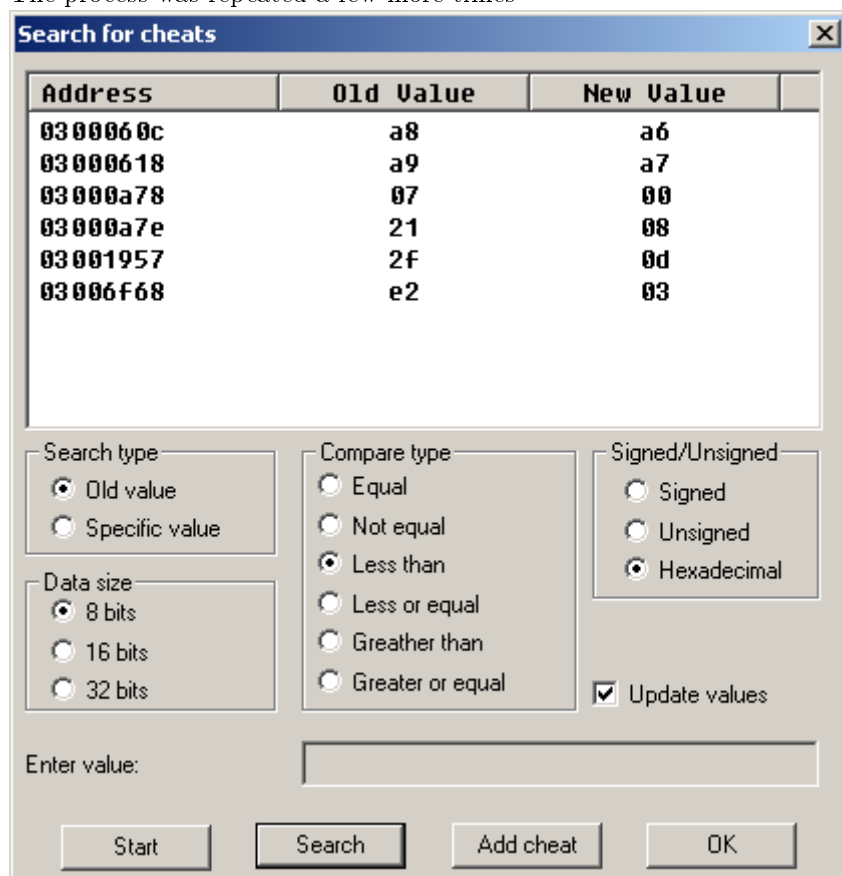 The process was repeated a few more times
Search for cheats
Address Old Value New Value
0300060c a8 a6
03000618 a9 a7
03000a78 07 00
03000a7e 21 08
03001957 2f 0d
03006f68 e2 03
Search type
Old value
Specific value
Data size
8 bits
16 bits
32 bits
Compare type
Equal
Not equal
Less than
Less or equal
Greather than
Greater or equal
Signed/Unsigned
Signed
Unsigned
Hexadecimal
Update values
Enter value:
Start Search Add cheat OK